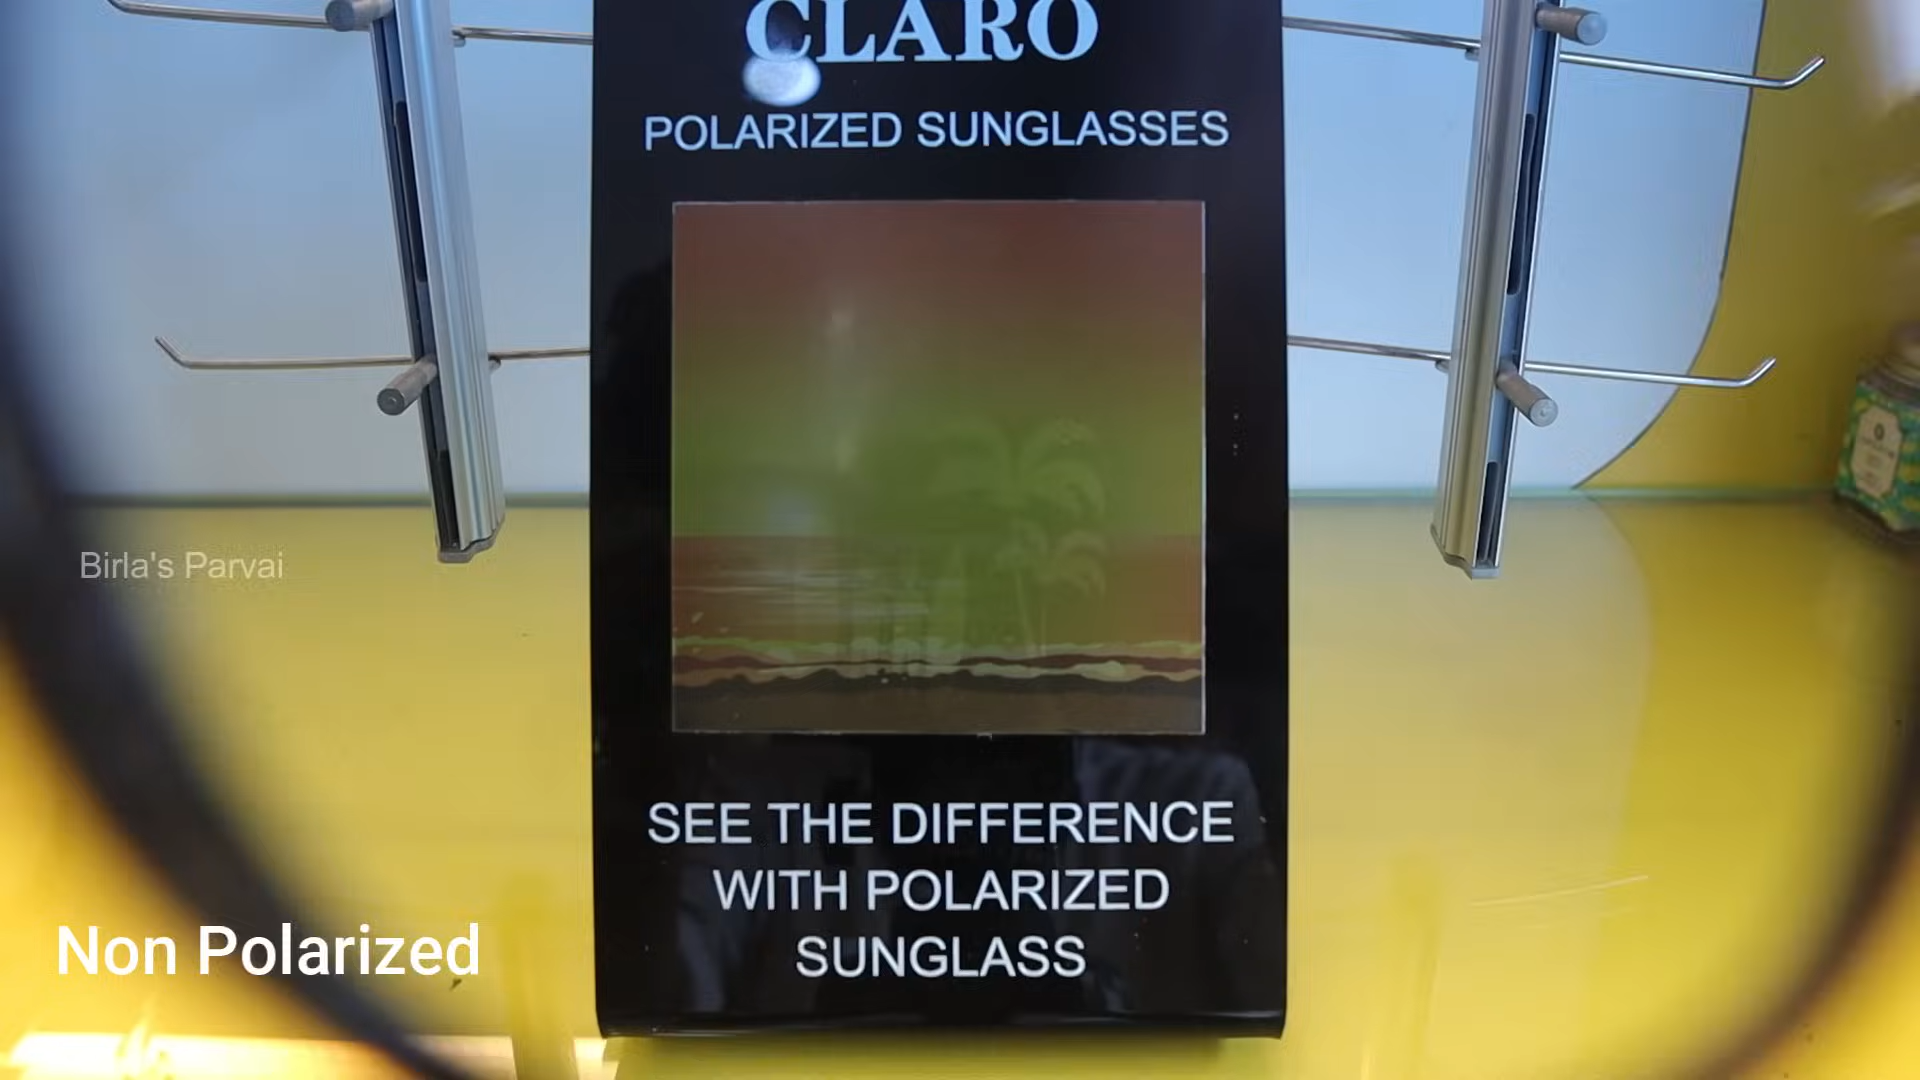 CLARO
POLARIZED SUNGLASSES
Birla's Parvai
SEE THE DIFFERENCE
WITH POLARIZED
SUNGLASS
Non Polarized